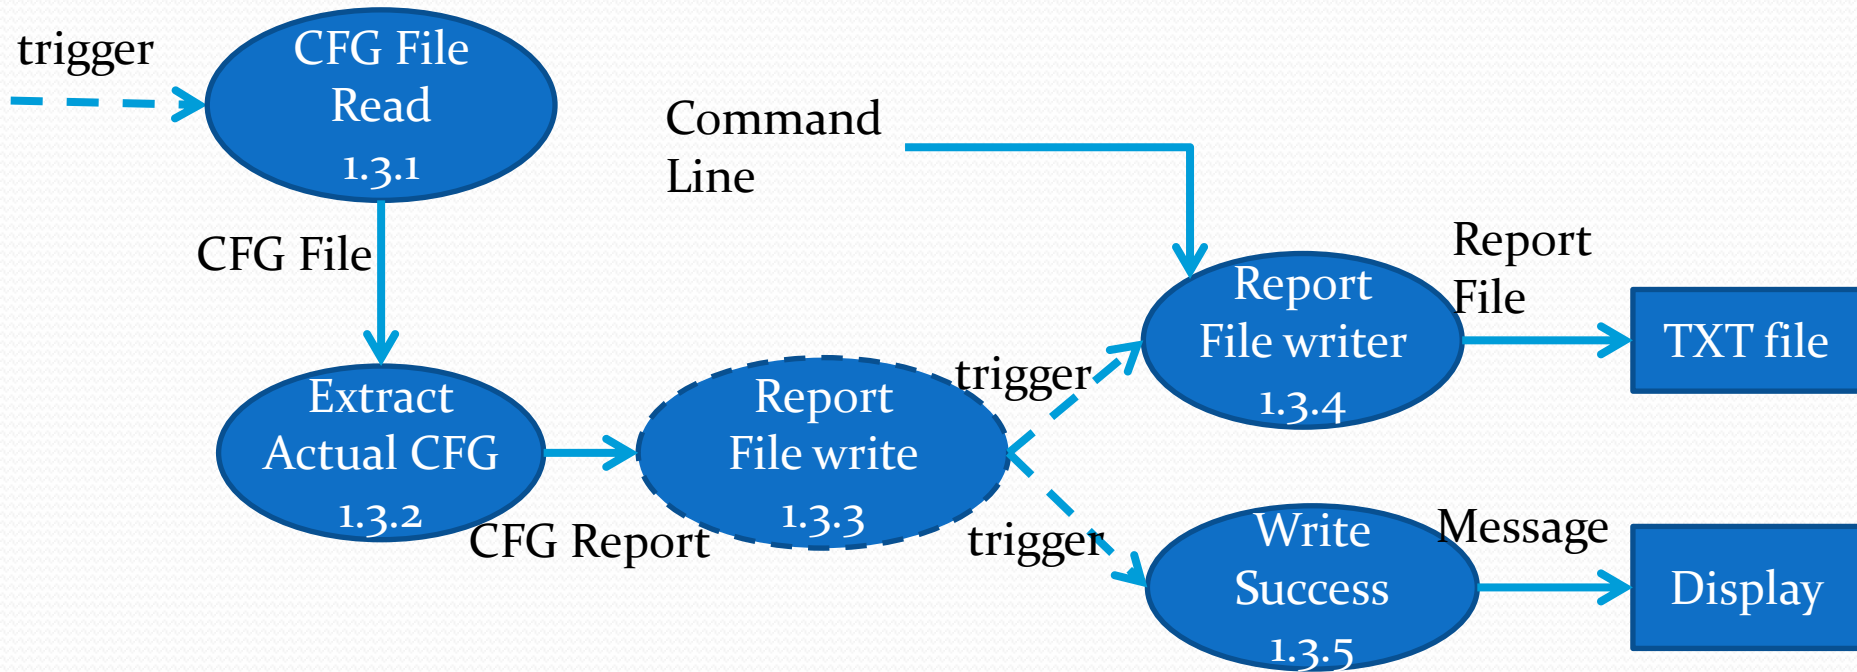 trigger
CFG File
Read
1.3.1
Command
Line
CFG File
Report
File
Report
File writer
1.3.4
TXT file
Extract
Actual CFG
1.3.2
CFG Report
Report
File write
1.3.3
trigger
trigger
Write
Success
1.3.5
Message
Display